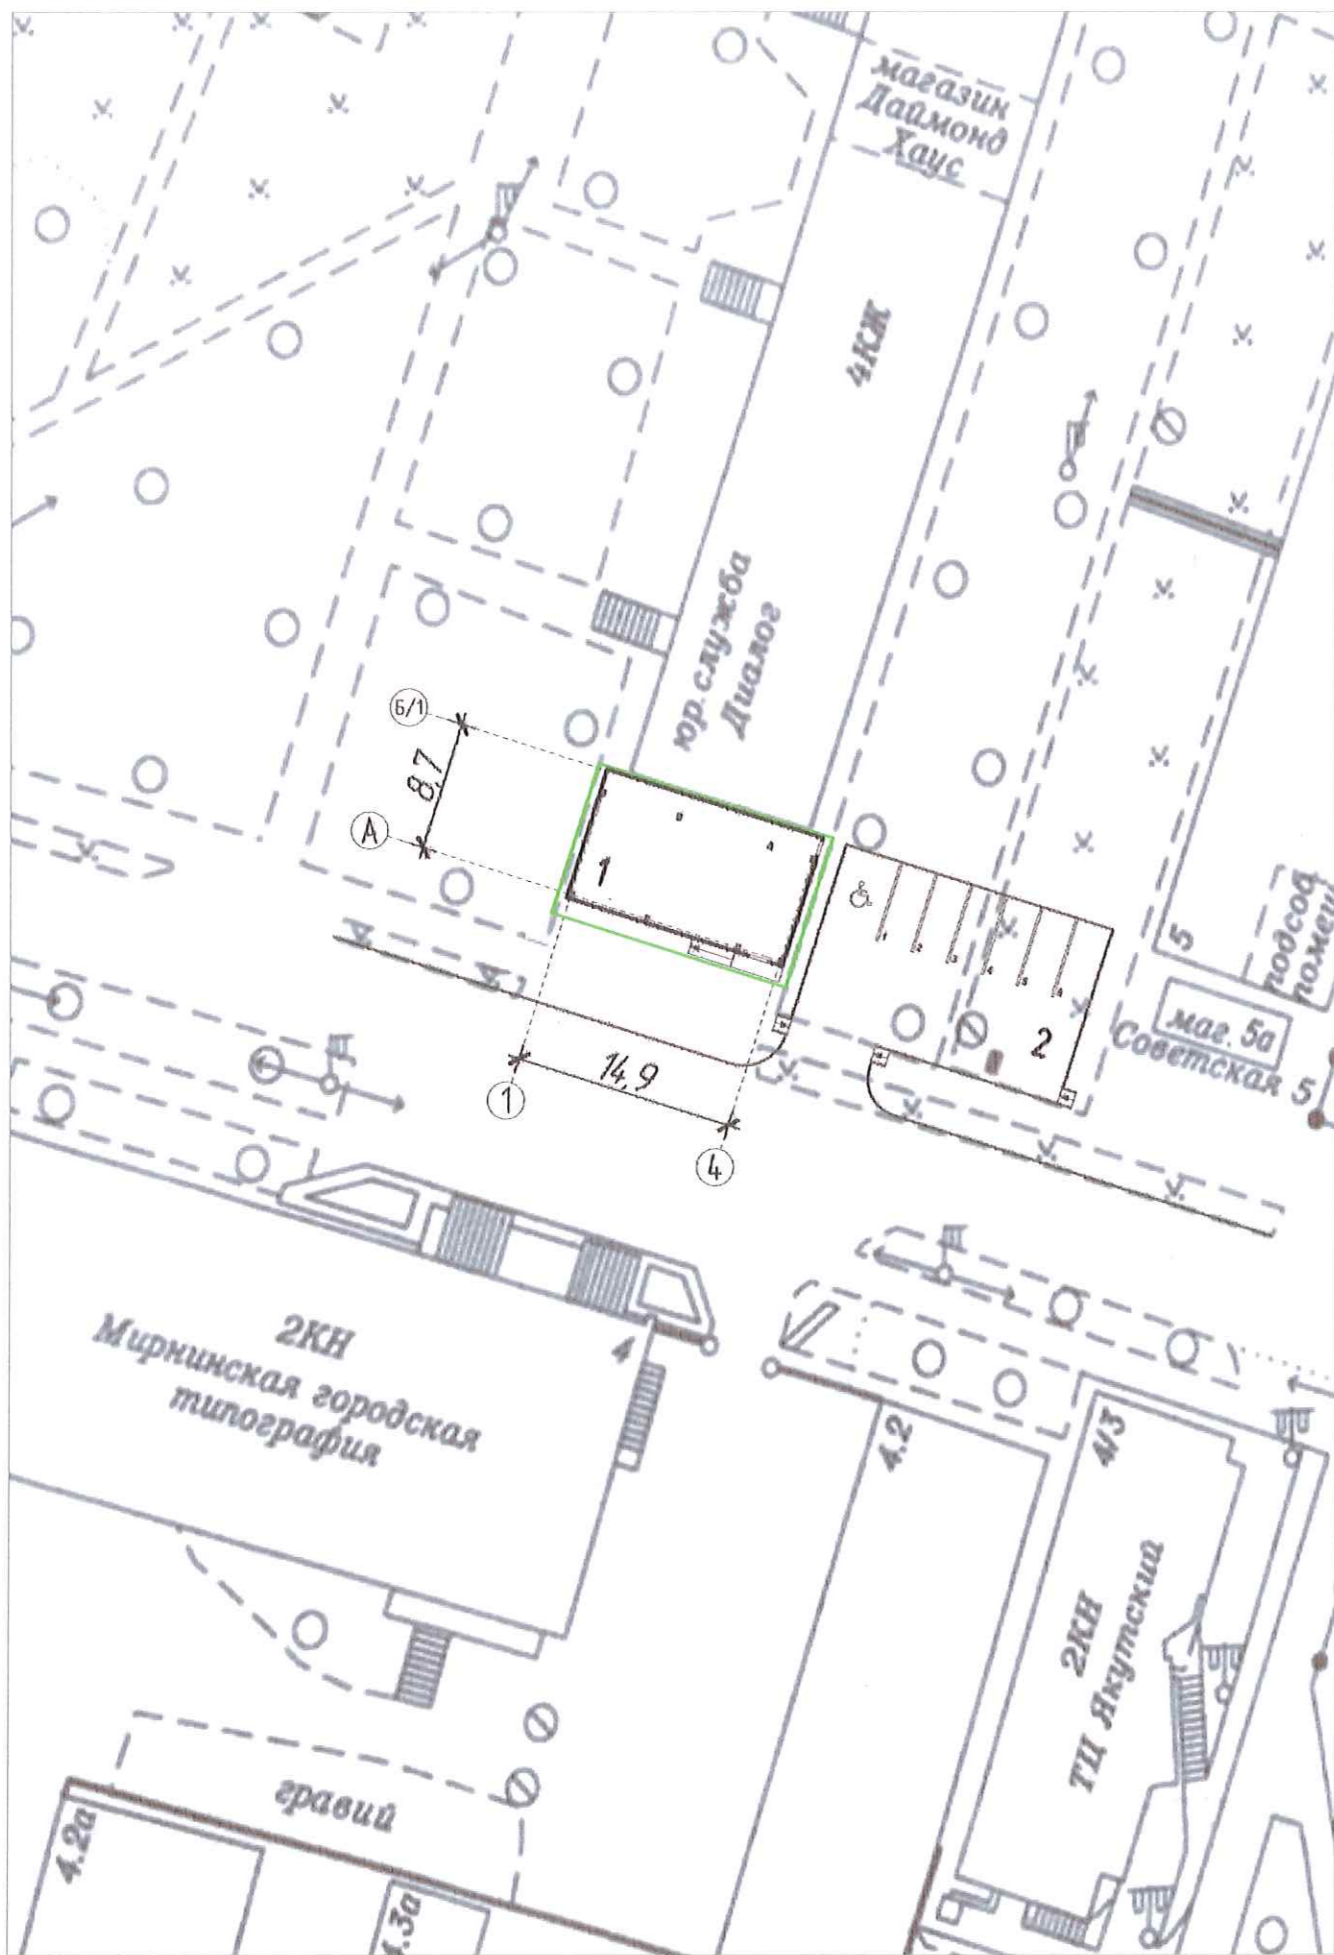 магазин
Даймонд
Хаус
4КЖ
юр. служба
Диалог
Б/1
8,7
А
1
2
5
подсоб.
помещ
маг. 5а
Советская 5
14,9
1
4
2КН
Мирнинская городская
типография
4
4.2
4/3
2КН
ТЦ Якутский
гравий
4.2а
4.3а